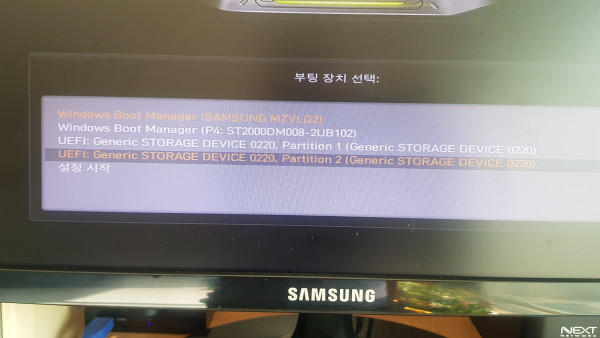 부팅 장치 선택:
Windows Boot Manager (SAMSUNG MZVLQ2)
Windows Boot Manager (P4: ST2000DM008-2UB102)
UEFI: Generic STORAGE DEVICE 0220, Partition 1 (Generic STORAGE DEVICE 0220)
UEFI: Generic STORAGE DEVICE 0220, Partition 2 (Generic STORAGE DEVICE 0220)
설정 시작
SAMSUNG
NEXT
NETWORKS